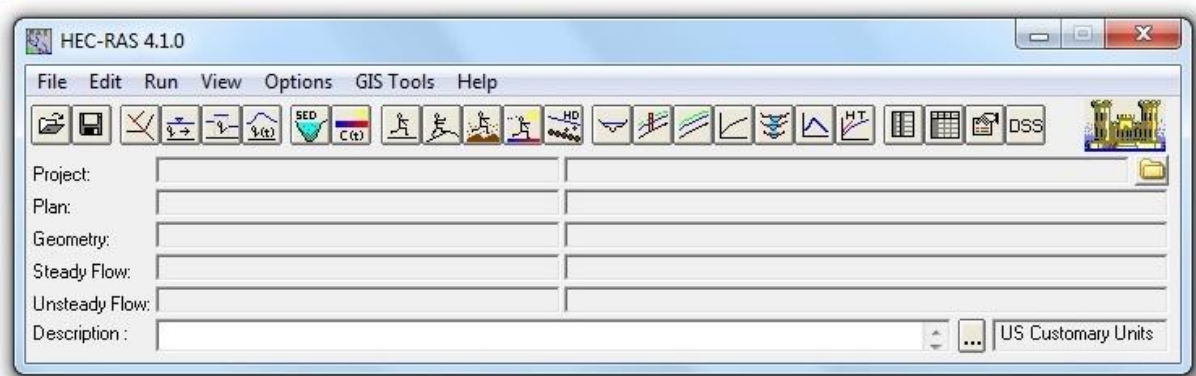 HEC-RAS 4.1.0
File Edit Run View Options GIS Tools Help
SED C(t) HD HT DSS
Project:
Plan:
Geometry:
Steady Flow:
Unsteady Flow:
Description : ... US Customary Units